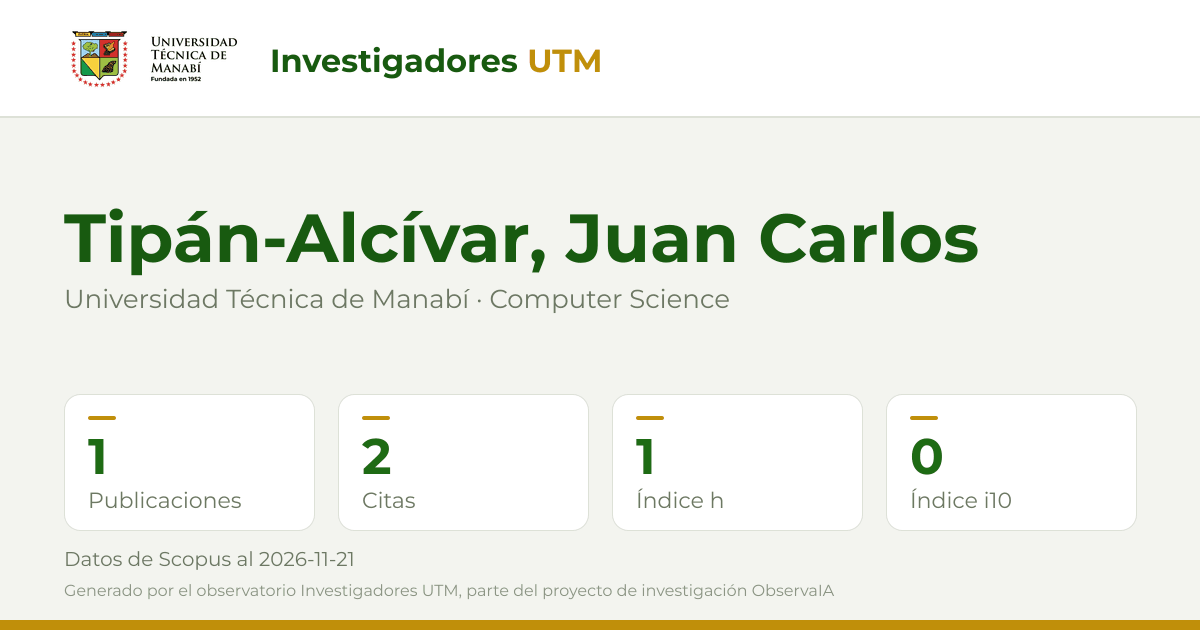 UNIVERSIDAD
TÉCNICA DE
MANABÍ
Fundada en 1952
Investigadores UTM
Tipán-Alcívar, Juan Carlos
Universidad Técnica de Manabí · Computer Science
1
Publicaciones
2
Citas
1
Índice h
0
Índice i10
Datos de Scopus al 2026-11-21
Generado por el observatorio Investigadores UTM, parte del proyecto de investigación ObservaIA